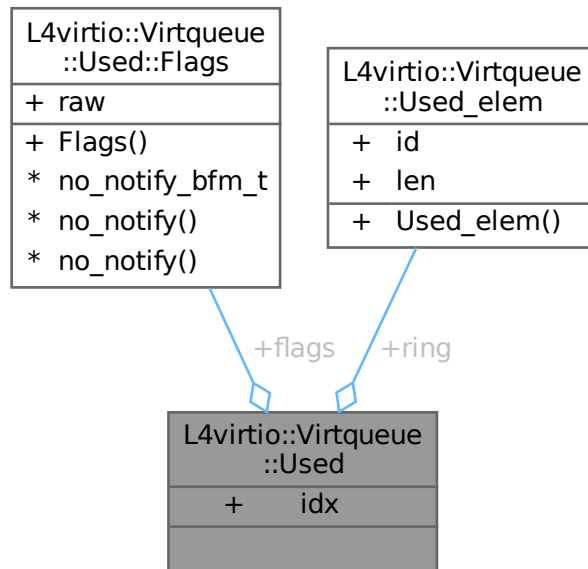 L4virtio::Virtqueue
::Used::Flags
+ raw
+ Flags()
* no_notify_bfm_t
* no_notify()
* no_notify()
L4virtio::Virtqueue
::Used_elem
+ id
+ len
+ Used_elem()
+flags
+ring
L4virtio::Virtqueue
::Used
+ idx